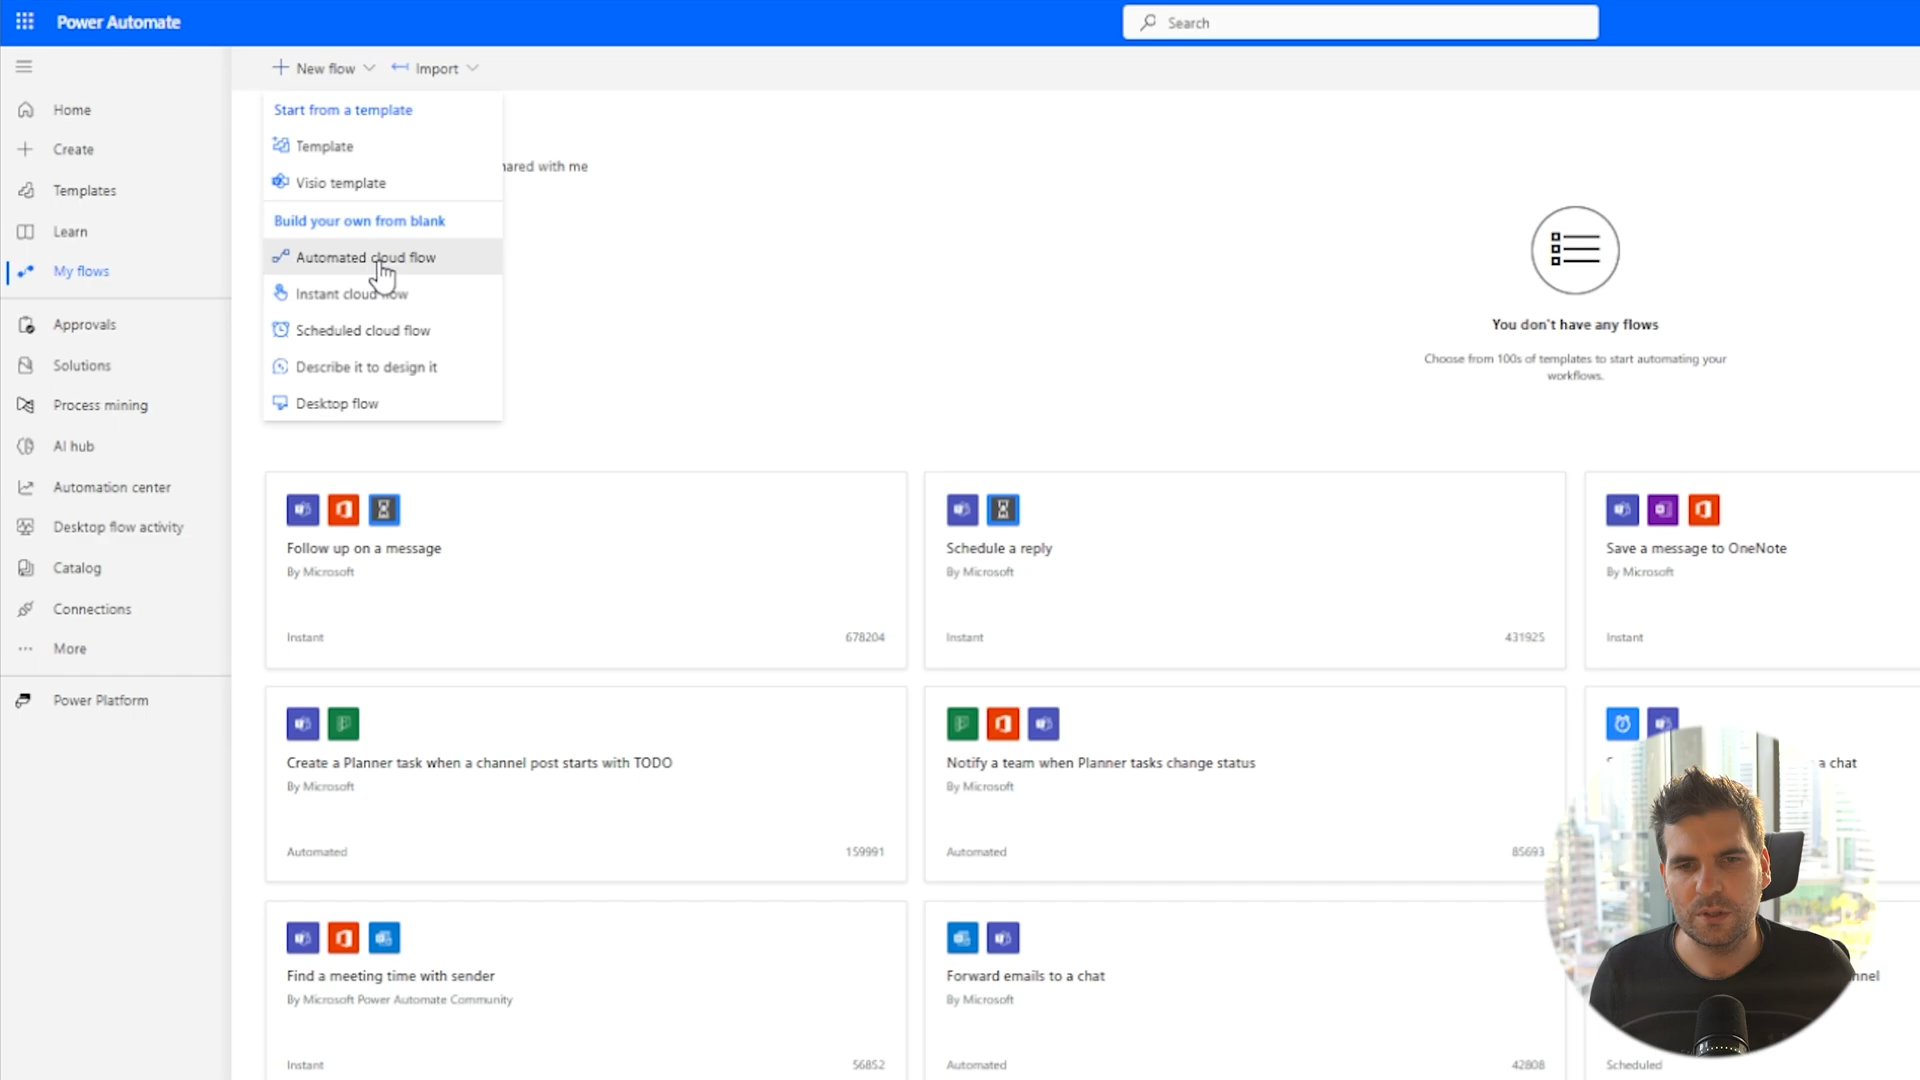 Power Automate
Search
New flow
Import
Home
Create
Templates
Learn
My flows
Approvals
Solutions
Process mining
AI hub
Automation center
Desktop flow activity
Catalog
Connections
More
Power Platform
Start from a template
Template
Visio template
Build your own from blank
Automated cloud flow
Instant cloud flow
Scheduled cloud flow
Describe it to design it
Desktop flow
hared with me
You don't have any flows
Choose from 100s of templates to start automating your
workflows.
Follow up on a message
By Microsoft
Instant 678204
Schedule a reply
By Microsoft
Instant 431925
Save a message to OneNote
By Microsoft
Instant
Create a Planner task when a channel post starts with TODO
By Microsoft
Automated 159991
Notify a team when Planner tasks change status
By Microsoft
Automated 85693
a chat
Find a meeting time with sender
By Microsoft Power Automate Community
Instant 56852
Forward emails to a chat
By Microsoft
Automated 42808
nnel
Scheduled